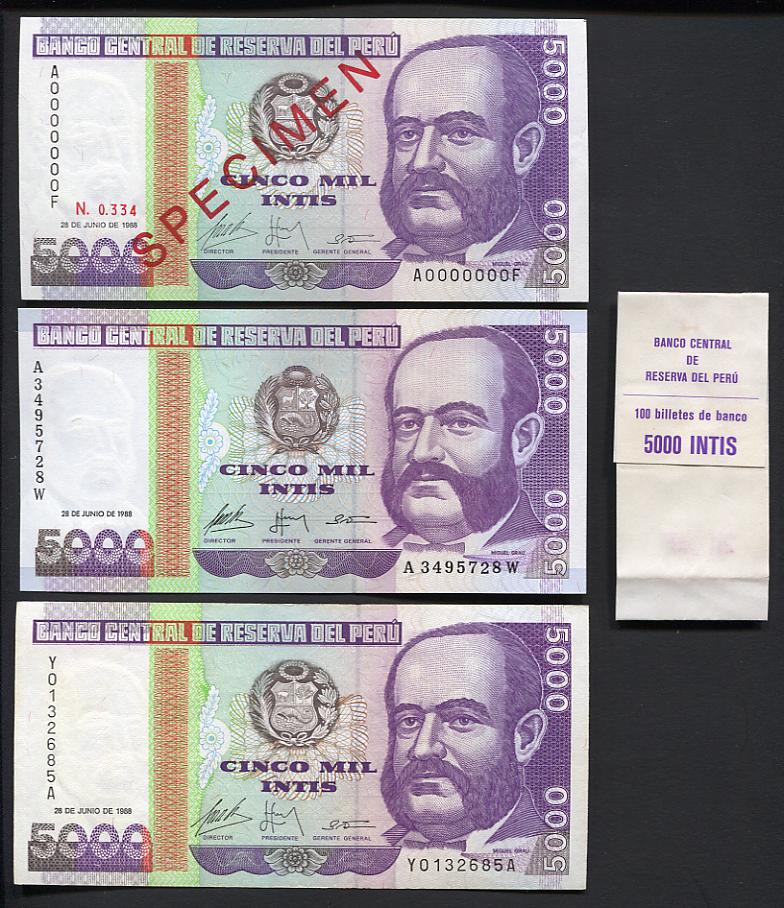 BANCO CENTRAL DE RESERVA DEL PERÚ
5000
A0000000F
SPECIMEN
CINCO MIL
INTIS
N. 0.334
28 DE JUNIO DE 1988
5000
DIRECTOR PRESIDENTE GERENTE GENERAL
MIGUEL GRAU
A0000000F
5000
BANCO CENTRAL DE RESERVA DEL PERÚ
5000
A3495728W
CINCO MIL
INTIS
28 DE JUNIO DE 1988
5000
DIRECTOR PRESIDENTE GERENTE GENERAL
MIGUEL GRAU
A 3495728 W
5000
BANCO CENTRAL
DE
RESERVA DEL PERÚ
100 billetes de banco
5000 INTIS
BANCO CENTRAL DE RESERVA DEL PERÚ
5000
Y0132685A
CINCO MIL
INTIS
28 DE JUNIO DE 1988
5000
DIRECTOR PRESIDENTE GERENTE GENERAL
MIGUEL GRAU
Y0132685A
5000